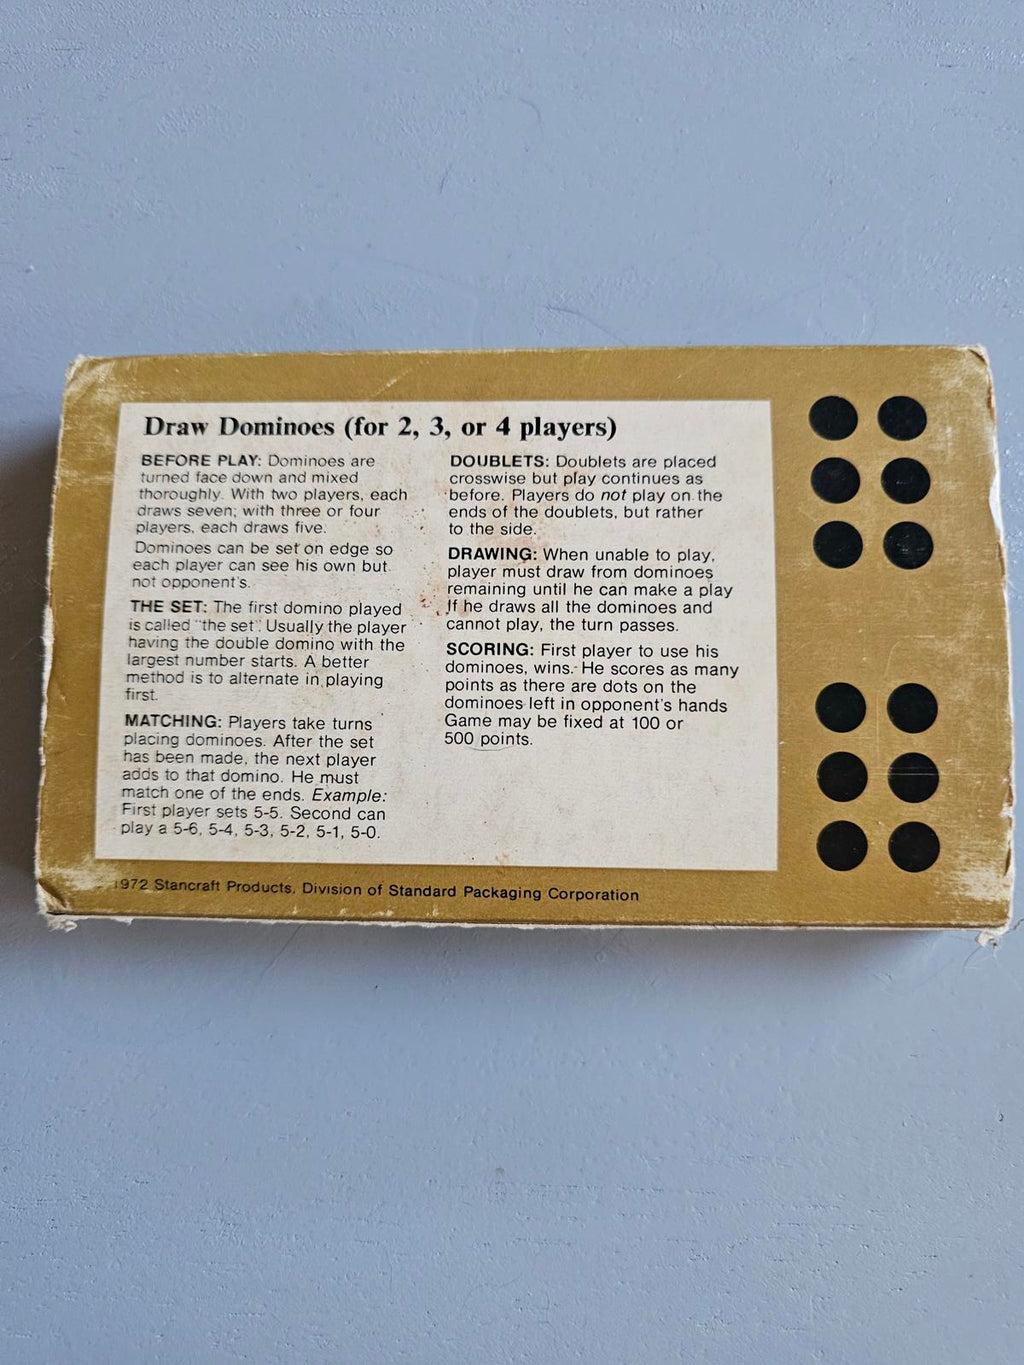 Draw Dominoes (for 2, 3, or 4 players)
BEFORE PLAY: Dominoes are
turned face down and mixed
thoroughly. With two players, each
draws seven; with three or four
players, each draws five.
Dominoes can be set on edge so
each player can see his own but
not opponent's.
THE SET: The first domino played
is called "the set". Usually the player
having the double domino with the
largest number starts. A better
method is to alternate in playing
first.
MATCHING: Players take turns
placing dominoes. After the set
has been made, the next player
adds to that domino. He must
match one of the ends. Example:
First player sets 5-5. Second can
play a 5-6, 5-4, 5-3, 5-2, 5-1, 5-0.
DOUBLETS: Doublets are placed
crosswise but play continues as
before. Players do not play on the
ends of the doublets, but rather
to the side.
DRAWING: When unable to play,
player must draw from dominoes
remaining until he can make a play
If he draws all the dominoes and
cannot play, the turn passes.
SCORING: First player to use his
dominoes, wins. He scores as many
points as there are dots on the
dominoes left in opponent's hands
Game may be fixed at 100 or
500 points.
1972 Stancraft Products, Division of Standard Packaging Corporation